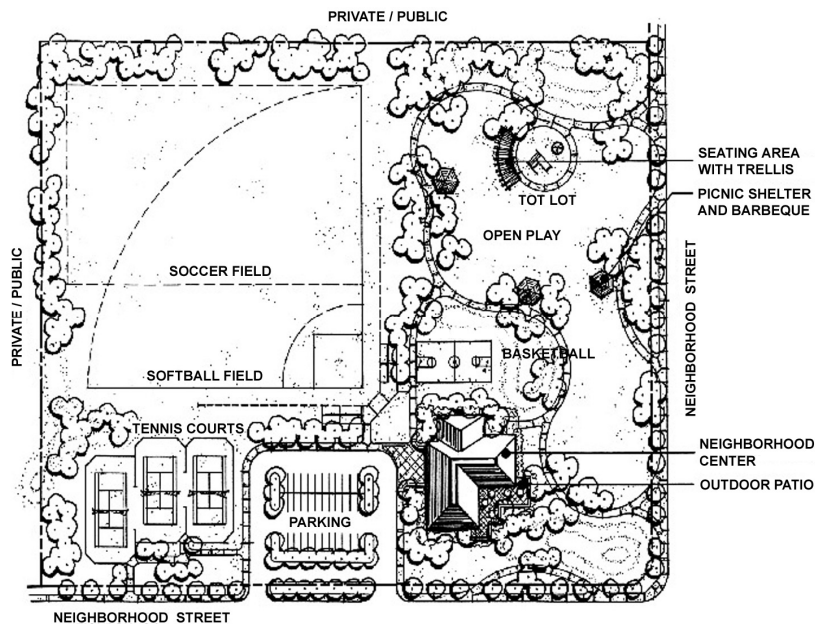 PRIVATE / PUBLIC
SEATING AREA
WITH TRELLIS
PICNIC SHELTER
AND BARBEQUE
TOT LOT
OPEN PLAY
SOCCER FIELD
PRIVATE / PUBLIC
NEIGHBORHOOD STREET
BASKETBALL
SOFTBALL FIELD
TENNIS COURTS
NEIGHBORHOOD
CENTER
OUTDOOR PATIO
PARKING
NEIGHBORHOOD STREET